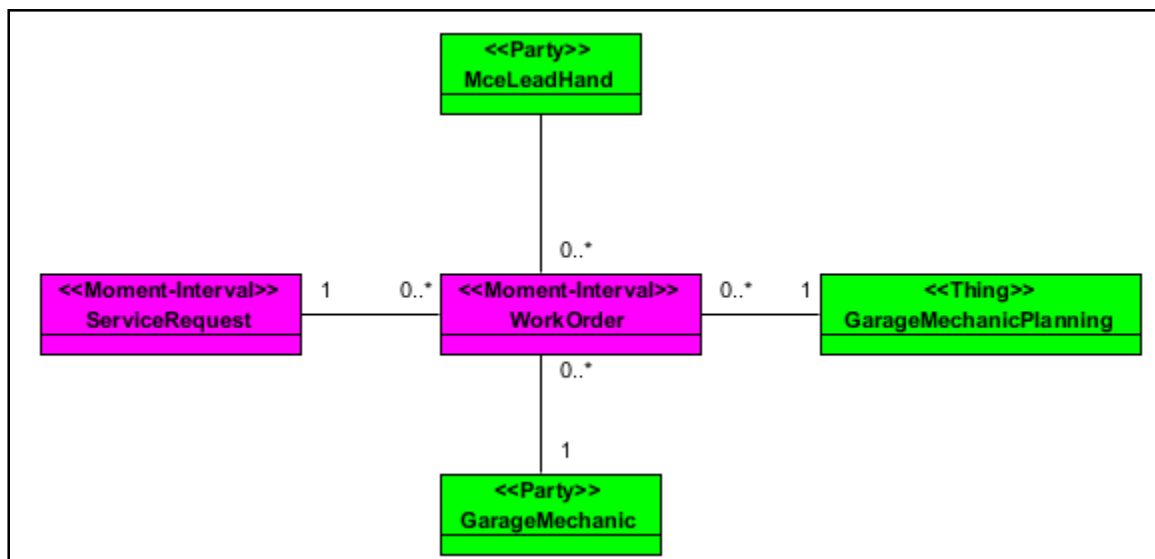 <<Party>>
MceLeadHand
0..*
<<Moment-Interval>>
ServiceRequest
1
0..*
<<Moment-Interval>>
WorkOrder
0..*
1
<<Thing>>
GarageMechanicPlanning
0..*
1
<<Party>>
GarageMechanic